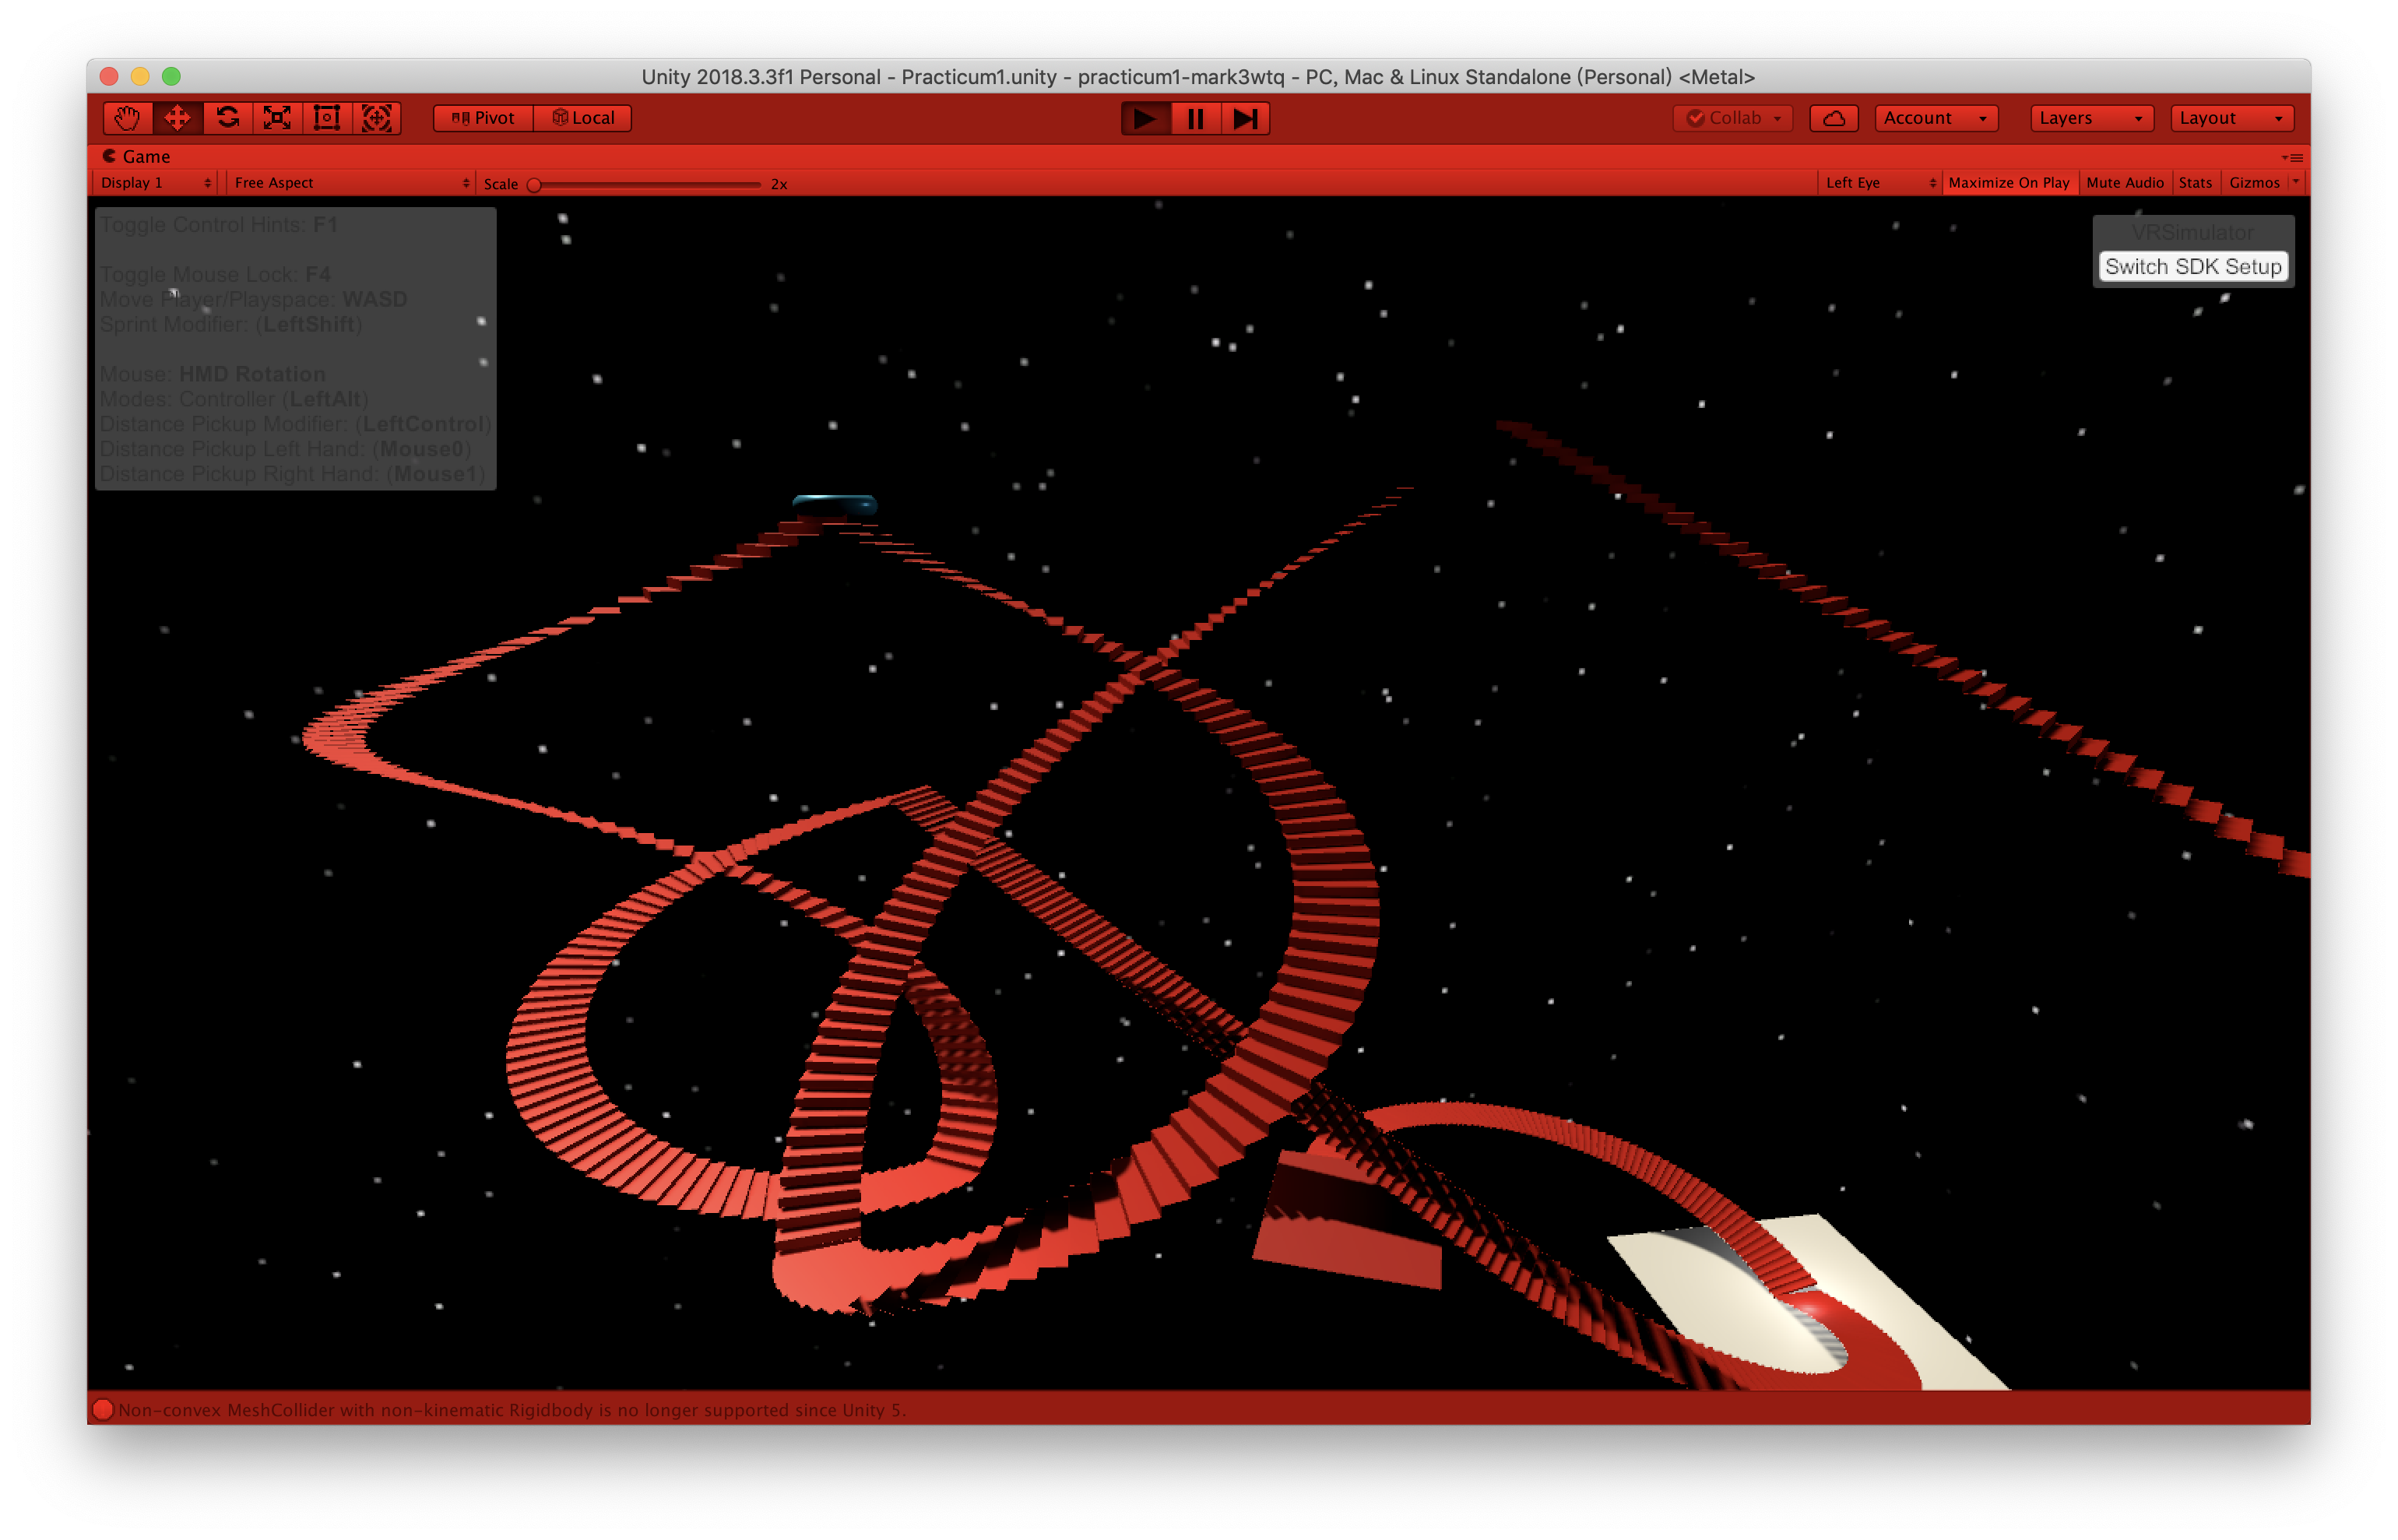 Unity 2018.3.3f1 Personal - Practicum1.unity - practicum1-mark3wtq - PC, Mac & Linux Standalone (Personal) <Metal>
Pivot Local Collab Account Layers Layout
Game
Display 1 Free Aspect Scale 2x Left Eye Maximize On Play Mute Audio Stats Gizmos
Toggle Control Hints: F1
Toggle Mouse Lock: F4
Move Player/Playspace: WASD
Sprint Modifier: (LeftShift)
Mouse: HMD Rotation
Modes: Controller (LeftAlt)
Distance Pickup Modifier: (LeftControl)
Distance Pickup Left Hand: (Mouse0)
Distance Pickup Right Hand: (Mouse1)
VRSimulator
Switch SDK Setup
Non-convex MeshCollider with non-kinematic Rigidbody is no longer supported since Unity 5.